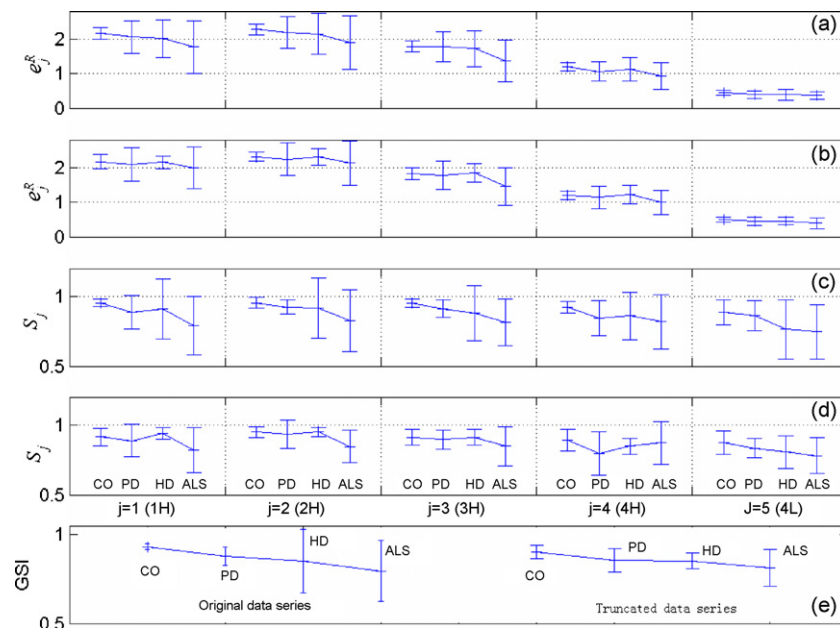 (a)
2
1
0
e_j^R
(b)
2
1
0
e_j^R
(c)
1
0.5
S_j
(d)
1
0.5
S_j
CO PD HD ALS CO PD HD ALS CO PD HD ALS CO PD HD ALS CO PD HD ALS
j=1 (1H) j=2 (2H) j=3 (3H) j=4 (4H) J=5 (4L)
1
0.5
GSI
CO PD HD ALS
Original data series
CO PD HD ALS
Truncated data series
(e)